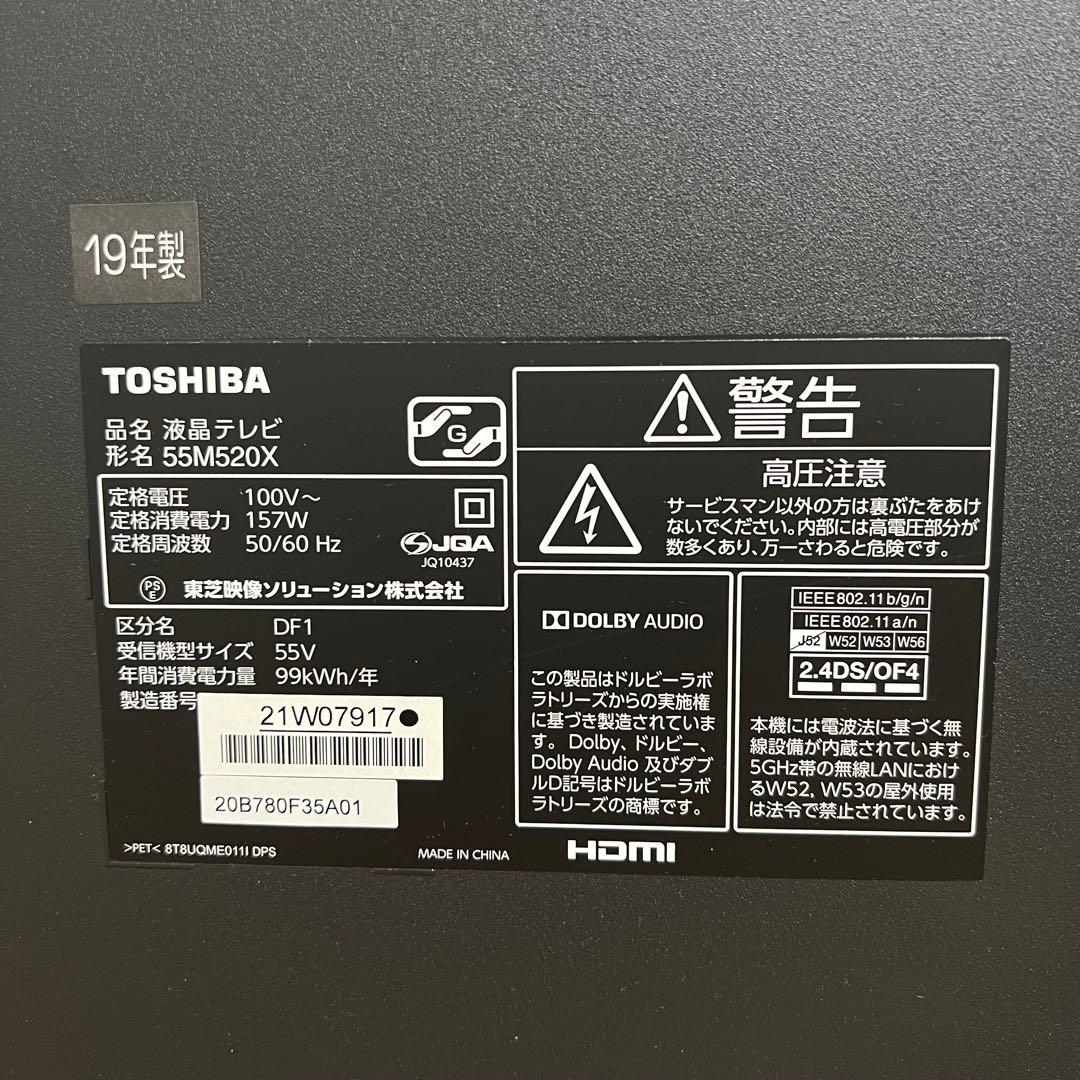 19年製
TOSHIBA
品名 液晶テレビ
形名 55M520X
G
定格電圧 100V～
定格消費電力 157W
定格周波数 50/60 Hz
JQA
JQ10437
PS
E
東芝映像ソリューション株式会社
区分名 DF1
受信機型サイズ 55V
年間消費電力量 99kWh/年
製造番号
21W07917●
20B780F35A01
>PET< 8T8UQME011I DPS
MADE IN CHINA
警告
高圧注意
サービスマン以外の方は裏ぶたをあけ
ないでください。内部には高電圧部分が
数多くあり、万一さわると危険です。
DOLBY AUDIO
この製品はドルビーラボ
ラトリーズからの実施権
に基づき製造されていま
す。Dolby、ドルビー、
Dolby Audio 及びダブ
ルD記号はドルビーラボ
ラトリーズの商標です。
HDMI
IEEE802.11b/g/n
IEEE802.11a/n
J52 W52 W53 W56
2.4DS/OF4
本機には電波法に基づく無
線設備が内蔵されています。
5GHz帯の無線LANにおけ
るW52, W53の屋外使用
は法令で禁止されています。